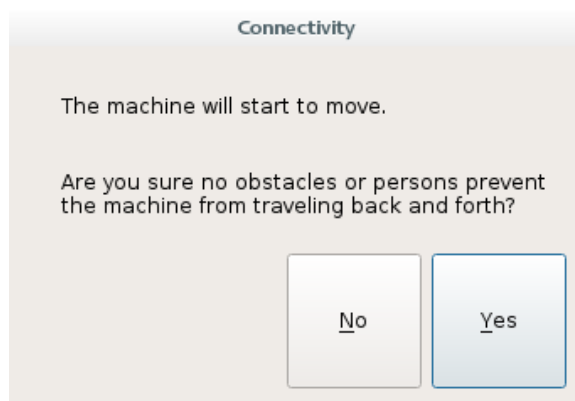 Connectivity
The machine will start to move.
Are you sure no obstacles or persons prevent
the machine from traveling back and forth?
No
Yes